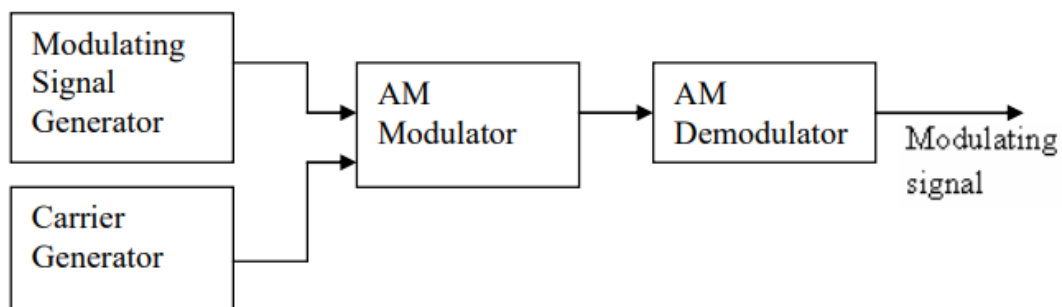 Modulating
Signal
Generator
AM
Modulator
AM
Demodulator
Modulating
signal
Carrier
Generator